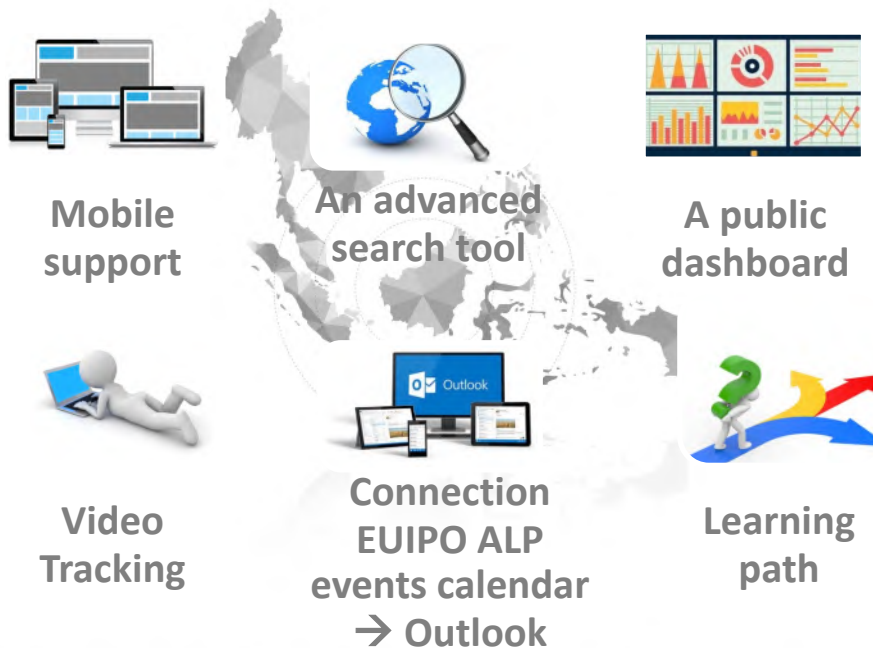 Mobile
support
An advanced
search tool
A public
dashboard
Outlook
Video
Tracking
Connection
EUIPO ALP
events calendar
→ Outlook
Learning
path